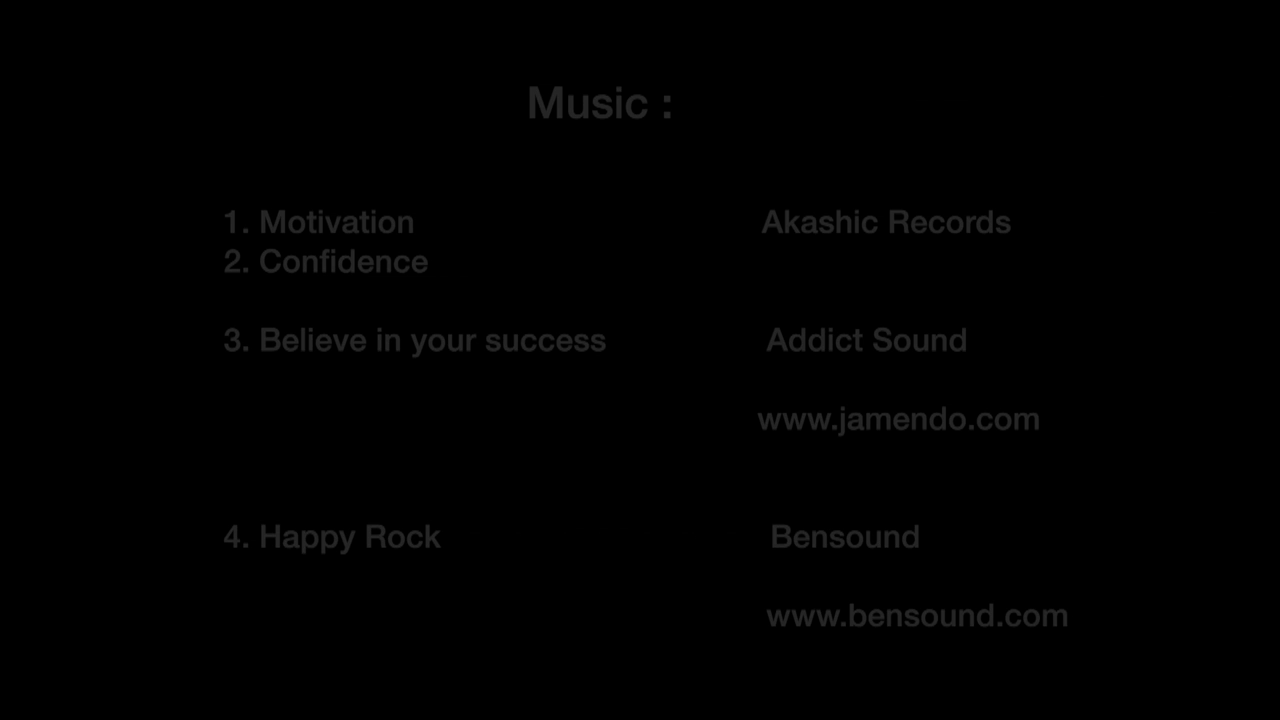 Music :
1. Motivation Akashic Records
2. Confidence
3. Believe in your success Addict Sound
www.jamendo.com
4. Happy Rock Bensound
www.bensound.com